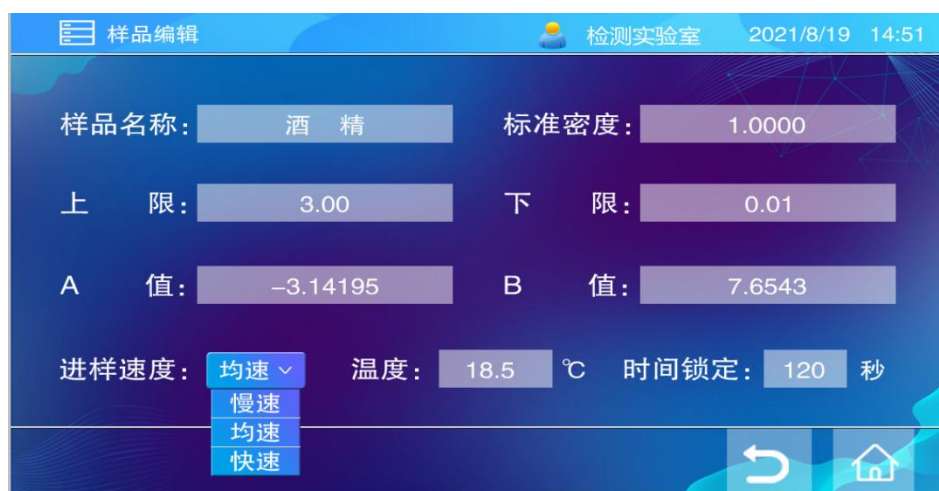 样品编辑 检测实验室 2021/8/19 14:51
样品名称： 酒 精 标准密度： 1.0000
上 限： 3.00 下 限： 0.01
A 值： -3.14195 B 值： 7.6543
进样速度： 均速 温度： 18.5 ℃ 时间锁定： 120 秒
慢速
均速
快速